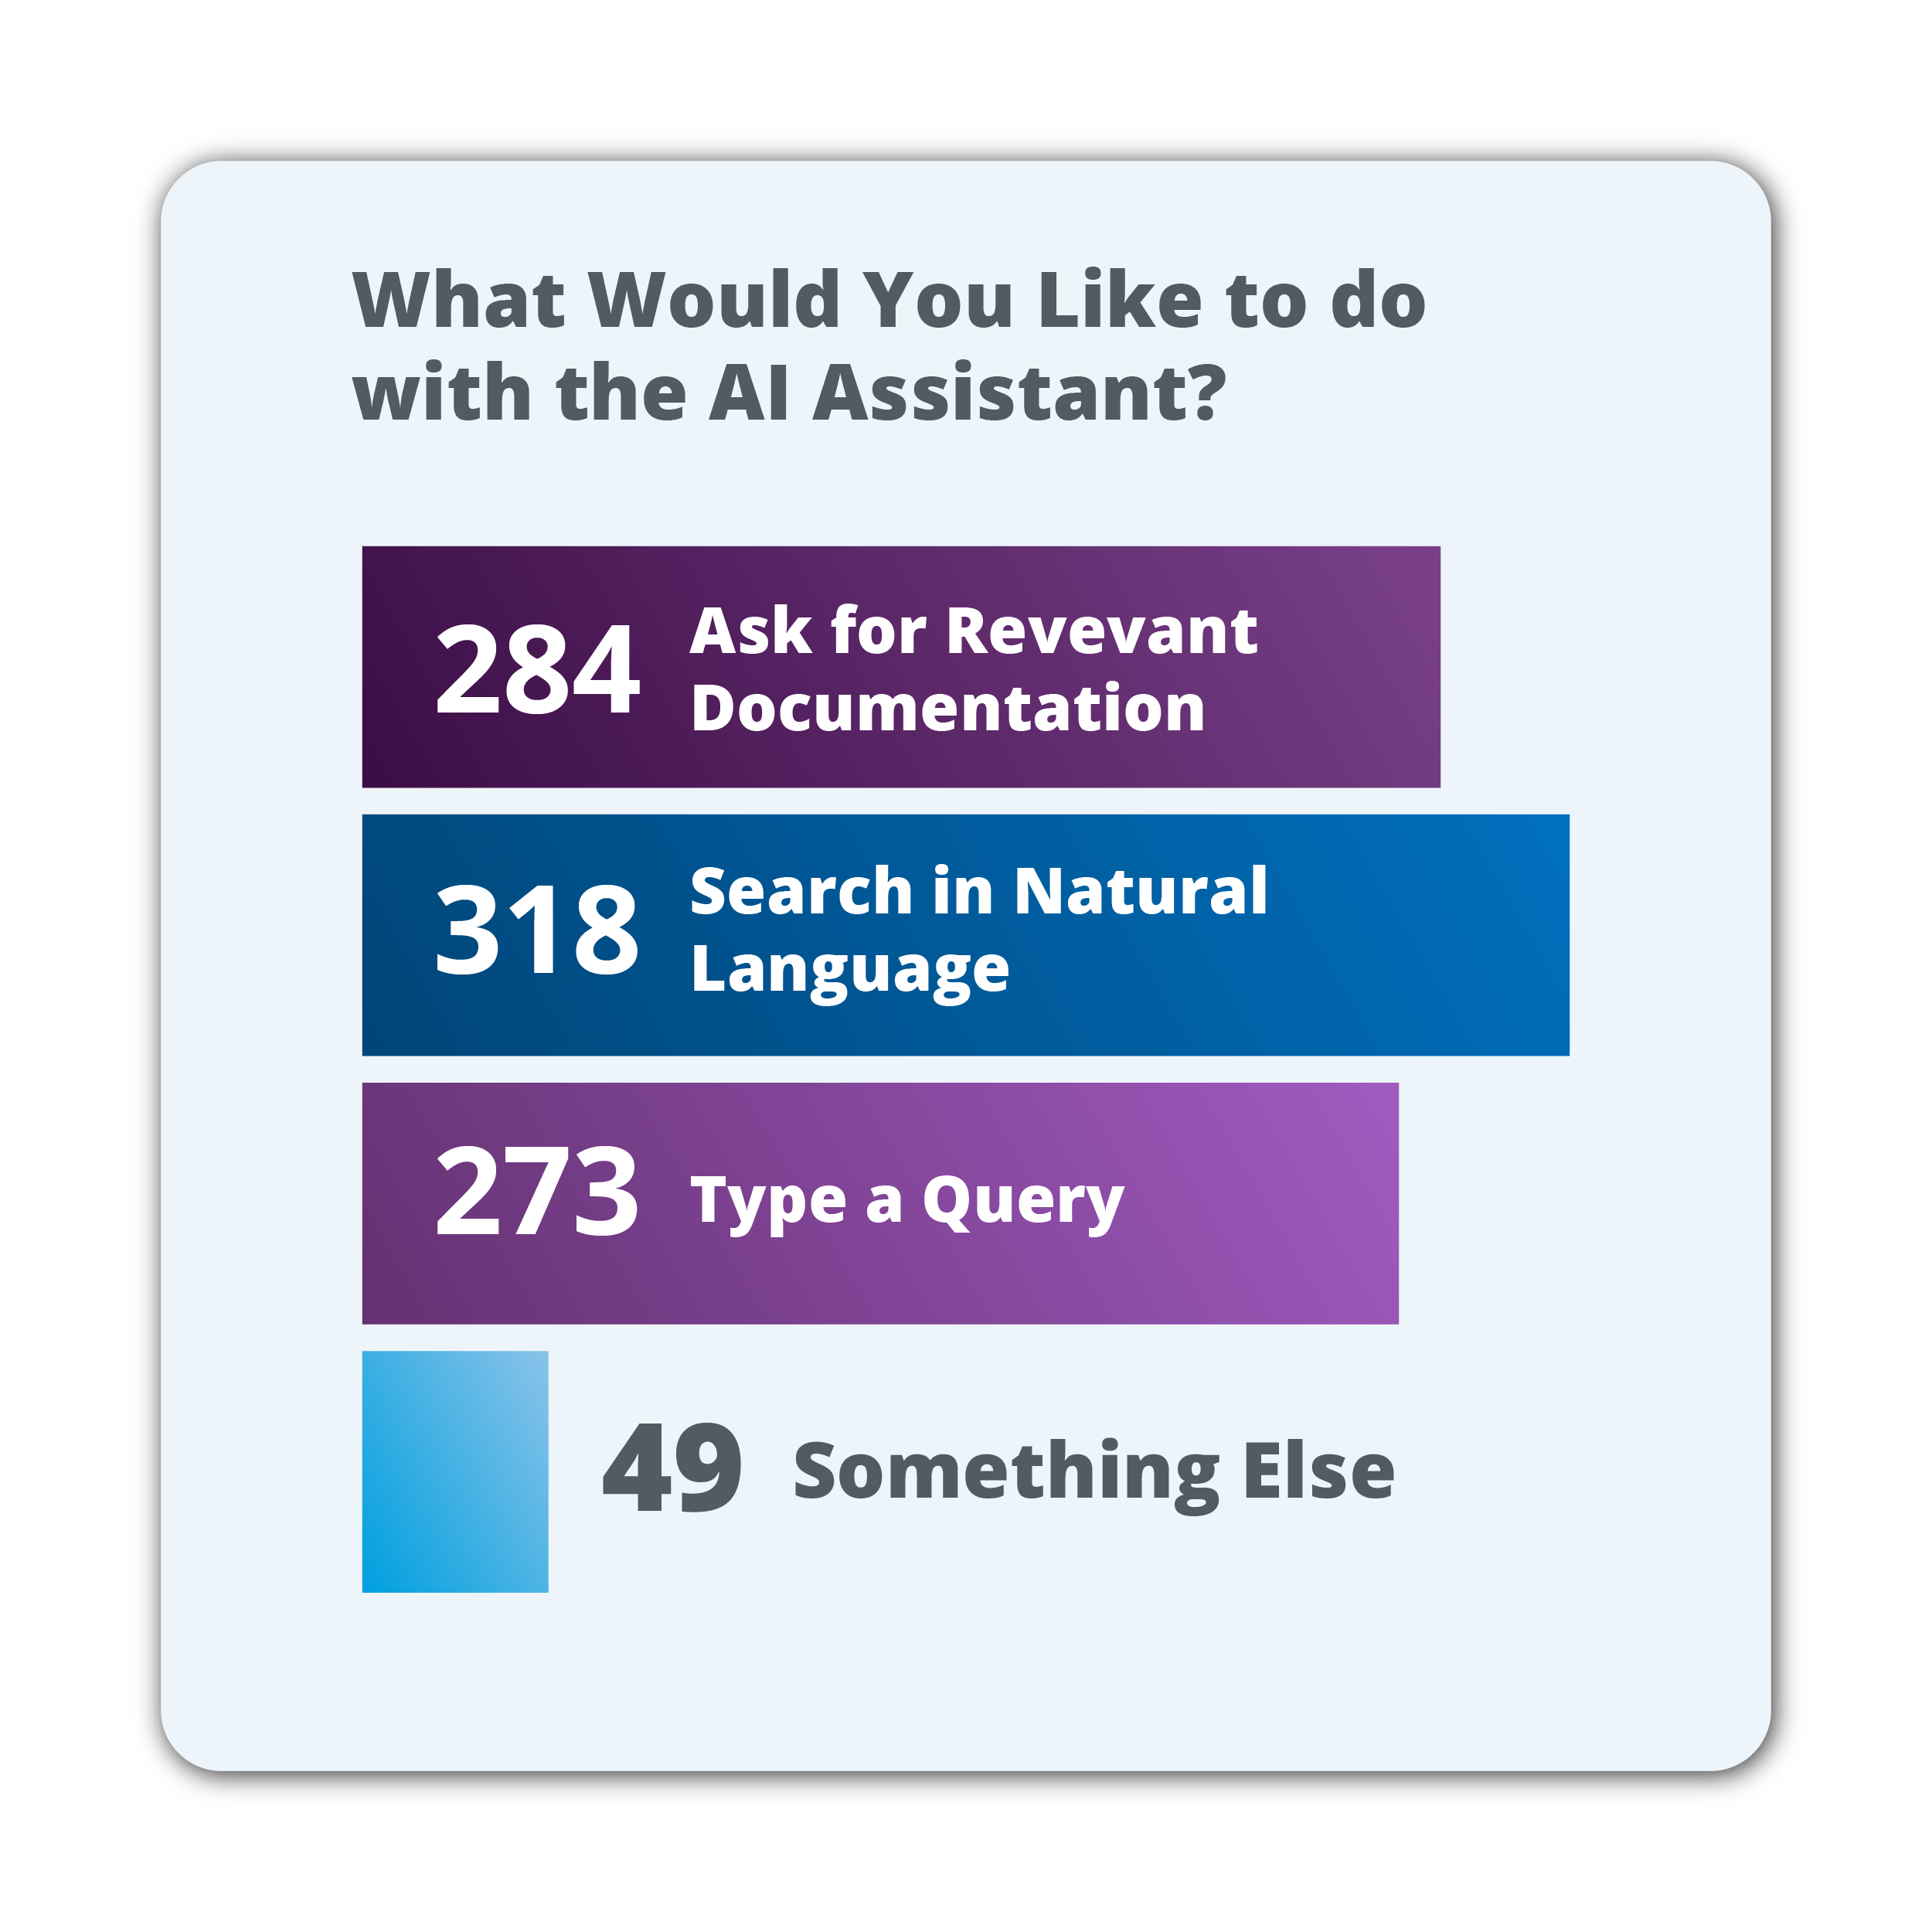 What Would You Like to do
with the AI Assistant?
284
Ask for Revevant
Documentation
318
Search in Natural
Language
273
Type a Query
49
Something Else